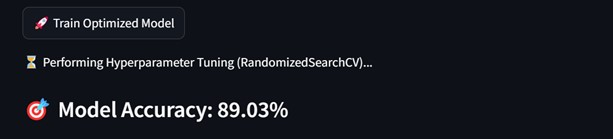 🚀 Train Optimized Model
⏳ Performing Hyperparameter Tuning (RandomizedSearchCV)...
🎯 Model Accuracy: 89.03%